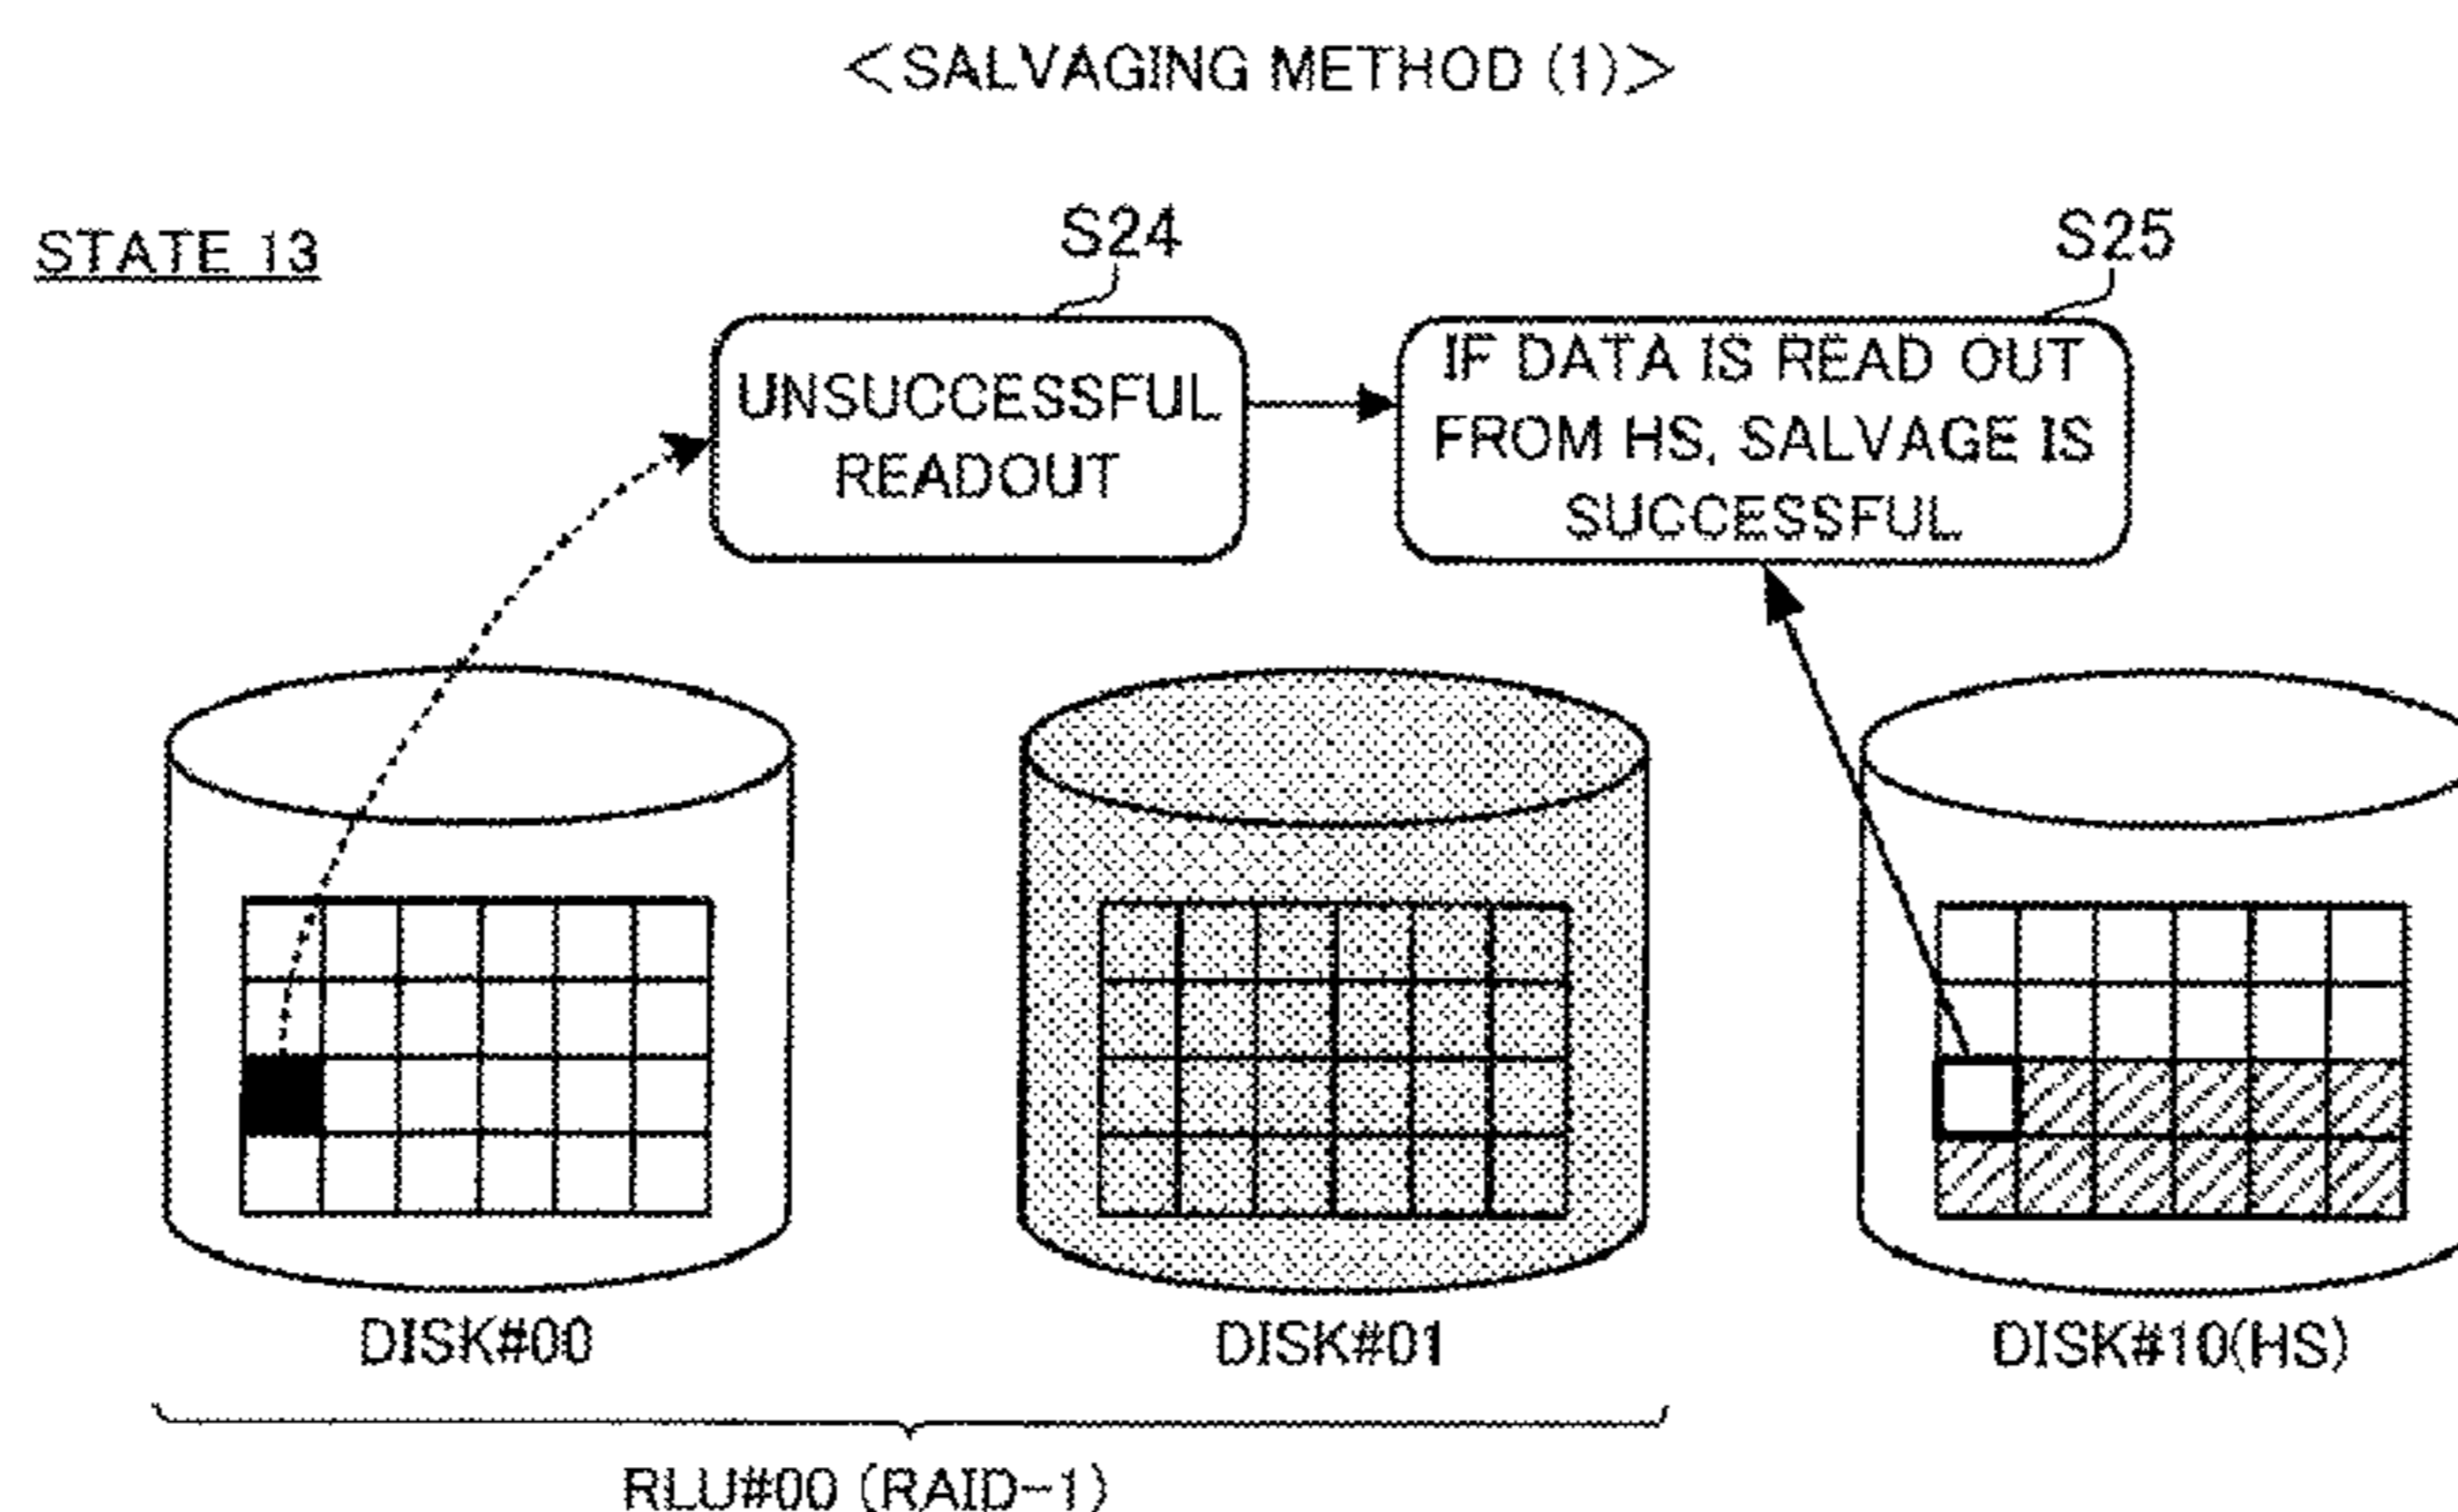 <SALVAGING METHOD (1)>
STATE 13
S24
S25
UNSUCCESSFUL
READOUT
IF DATA IS READ OUT
FROM HS, SALVAGE IS
SUCCESSFUL
DISK#00
DISK#01
DISK#10(HS)
RLU#00 (RAID-1)